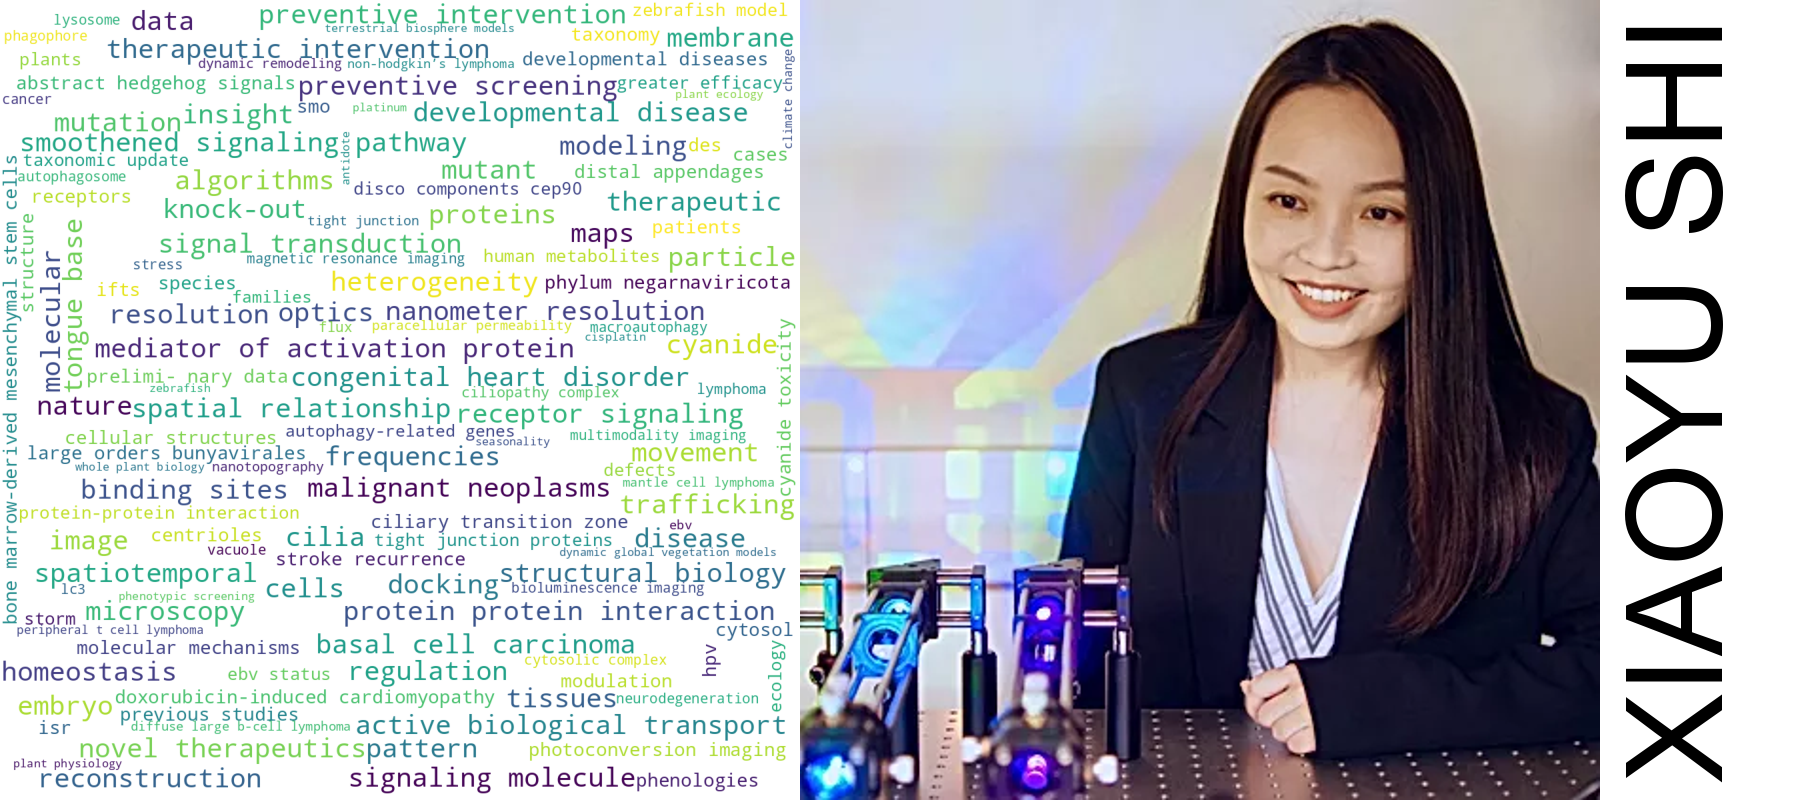 lysosome data preventive intervention zebrafish model
phagophore terrestrial biosphere models taxonomy membrane
therapeutic intervention
plants dynamic remodeling non-hodgkin's lymphoma developmental diseases
abstract hedgehog signals preventive screening greater efficacy
cancer smo platinum plant ecology climate change
mutation insight developmental disease
smoothened signaling pathway antidote modeling des cases
taxonomic update mutant distal appendages
autophagosome algorithms disco components cep90
receptors knock-out tight junction proteins therapeutic
signal transduction maps patients
stress magnetic resonance imaging human metabolites particle
ifts species families heterogeneity phylum negarnaviricota
bone marrow-derived mesenchymal stem cells
structure
molecular
tongue base
resolution optics nanometer resolution
flux paracellular permeability macroautophagy
mediator of activation protein cisplatin cyanide
prelimi- nary data congenital heart disorder
zebrafish ciliopathy complex lymphoma
nature spatial relationship receptor signaling
cellular structures autophagy-related genes seasonality multimodality imaging
large orders bunyavirales frequencies movement
whole plant biology nanotopography defects
cyanide toxicity
binding sites malignant neoplasms mantle cell lymphoma
protein-protein interaction trafficking
ciliary transition zone ebv
image centrioles cilia tight junction proteins disease
vacuole stroke recurrence dynamic global vegetation models
spatiotemporal cells docking structural biology
lc3 phenotypic screening bioluminescence imaging
storm microscopy protein protein interaction
peripheral t cell lymphoma cytosol
molecular mechanisms basal cell carcinoma hpv ecology
homeostasis ebv status regulation cytosolic complex
modulation
embryo doxorubicin-induced cardiomyopathy tissues neurodegeneration
previous studies
isr diffuse large b-cell lymphoma active biological transport
novel therapeutics pattern photoconversion imaging
plant physiology
reconstruction signaling molecule phenologies
XIAOYU SHI